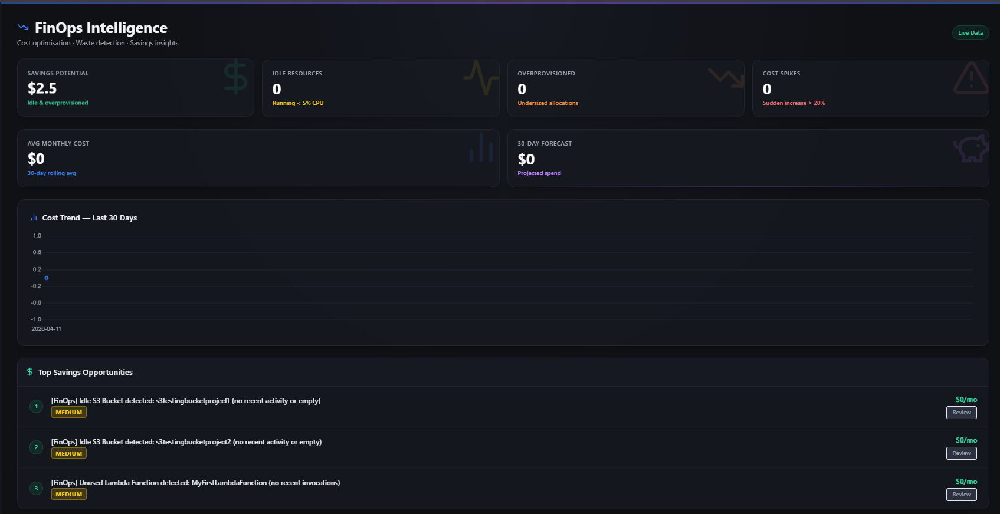 FinOps Intelligence
Cost optimisation · Waste detection · Savings insights
Live Data
SAVINGS POTENTIAL
$2.5
Idle & overprovisioned
IDLE RESOURCES
0
Running < 5% CPU
OVERPROVISIONED
0
Undersized allocations
COST SPIKES
0
Sudden increase > 20%
AVG MONTHLY COST
$0
30-day rolling avg
30-DAY FORECAST
$0
Projected spend
Cost Trend — Last 30 Days
1.0
0.6
0.2
-0.2
-0.6
-1.0
2026-04-11
Top Savings Opportunities
1
[FinOps] Idle S3 Bucket detected: s3testingbucketproject1 (no recent activity or empty)
MEDIUM
$0/mo
Review
2
[FinOps] Idle S3 Bucket detected: s3testingbucketproject2 (no recent activity or empty)
MEDIUM
$0/mo
Review
3
[FinOps] Unused Lambda Function detected: MyFirstLambdaFunction (no recent invocations)
MEDIUM
$0/mo
Review